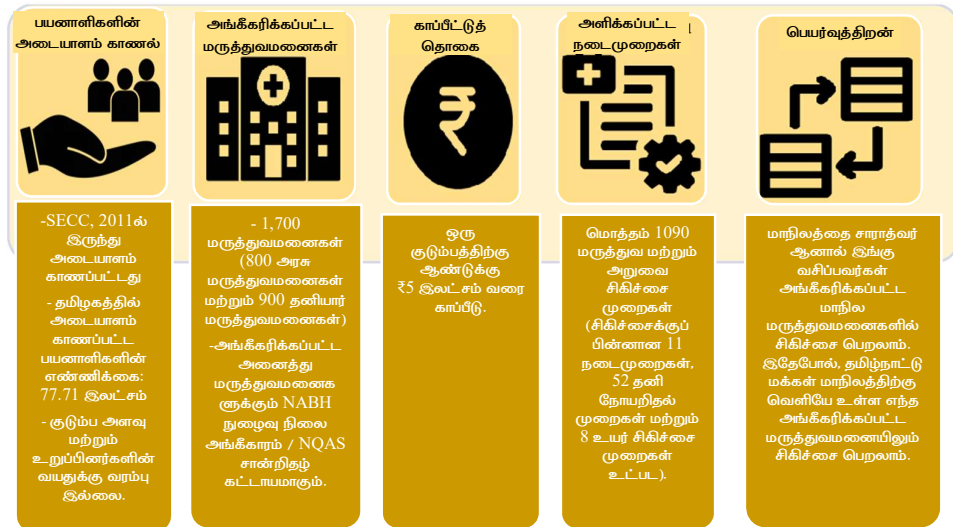 பயனாளிகளின்
அடையாளம் காணல்
-SECC, 2011ல்
இருந்து
அடையாளம்
காணப்பட்டது
- தமிழகத்தில்
அடையாளம்
காணப்பட்ட
பயனாளிகளின்
எண்ணிக்கை:
77.71 இலட்சம்
- குடும்ப அளவு
மற்றும்
உறுப்பினர்களின்
வயதுக்கு வரம்பு
இல்லை.
அங்கீகரிக்கப்பட்ட
மருத்துவமனைகள்
- 1,700
மருத்துவமனைகள்
(800 அரசு
மருத்துவமனைகள்
மற்றும் 900 தனியார்
மருத்துவமனைகள்)
-அங்கீகரிக்கப்பட்ட
அனைத்து
மருத்துவமனைக
ளுக்கும் NABH
நுழைவு நிலை
அங்கீகாரம் / NQAS
சான்றிதழ்
கட்டாயமாகும்.
காப்பீட்டுத்
தொகை
₹
ஒரு
குடும்பத்திற்கு
ஆண்டுக்கு
₹5 இலட்சம் வரை
காப்பீடு.
அளிக்கப்பட்ட
நடைமுறைகள்
மொத்தம் 1090
மருத்துவ மற்றும்
அறுவை
சிகிச்சை
முறைகள்
(சிகிச்சைக்குப்
பின்னான 11
நடைமுறைகள்,
52 தனி
நோயறிதல்
முறைகள் மற்றும்
8 உயர் சிகிச்சை
முறைகள்
உட்பட).
பெயர்வுத்திறன்
மாநிலத்தை சாராத்வர்
ஆனால் இங்கு
வசிப்பவர்கள்
அங்கீகரிக்கப்பட்ட
மாநில
மருத்துவமனைகளில்
சிகிச்சை பெறலாம்.
இதேபோல், தமிழ்நாட்டு
மக்கள் மாநிலத்திற்கு
வெளியே உள்ள எந்த
அங்கீகரிக்கப்பட்ட
மருத்துவமனையிலும்
சிகிச்சை பெறலாம்.